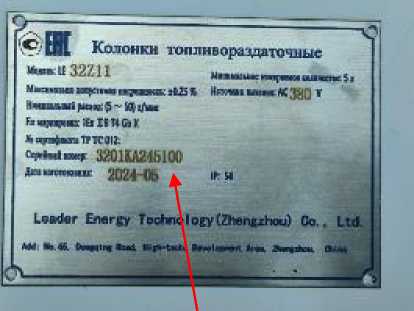 EAC Колонки топливораздаточные
Модель: LE 32Z11 Минимальное измеряемое количество: 5 л
Максимально допустимая погрешность: ±0.25 % Источник питания: AC 380 V
Номинальный расход: (5 ~ 50) л/мин
Ex маркировка: 1Ex II B T4 Gb X
№ сертификата ТР ТС 012:
Серийный номер: 3201KA245100
Дата изготовления: 2024-05 IP: 54
Leader Energy Technology(Zhengzhou) Co., Ltd.
Add: No. 66, Road, High-tech Development Area, Zhengzhou, China